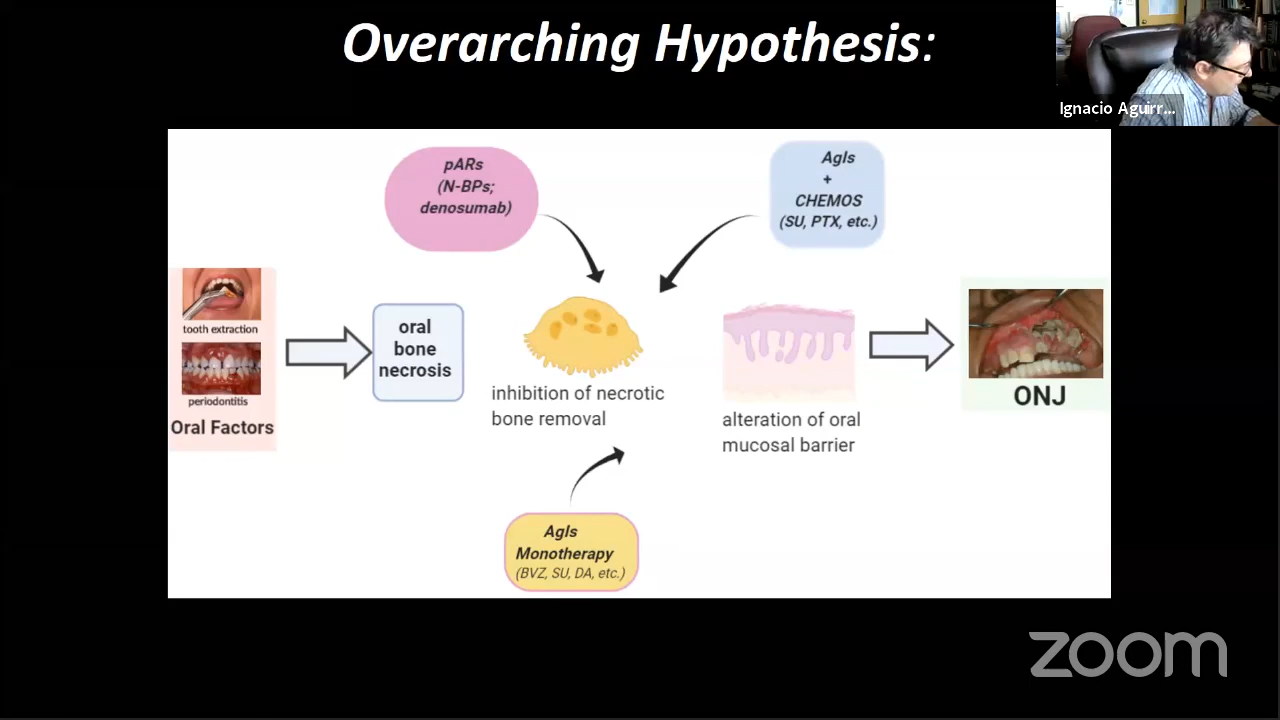 Overarching Hypothesis:
Ignacio Aguirr...
pARs
(N-BPs;
denosumab)
AgIs
+
CHEMOS
(SU, PTX, etc.)
tooth extraction
periodontitis
Oral Factors
oral
bone
necrosis
inhibition of necrotic
bone removal
alteration of oral
mucosal barrier
ONJ
AgIs
Monotherapy
(BVZ, SU, DA, etc.)
zoom